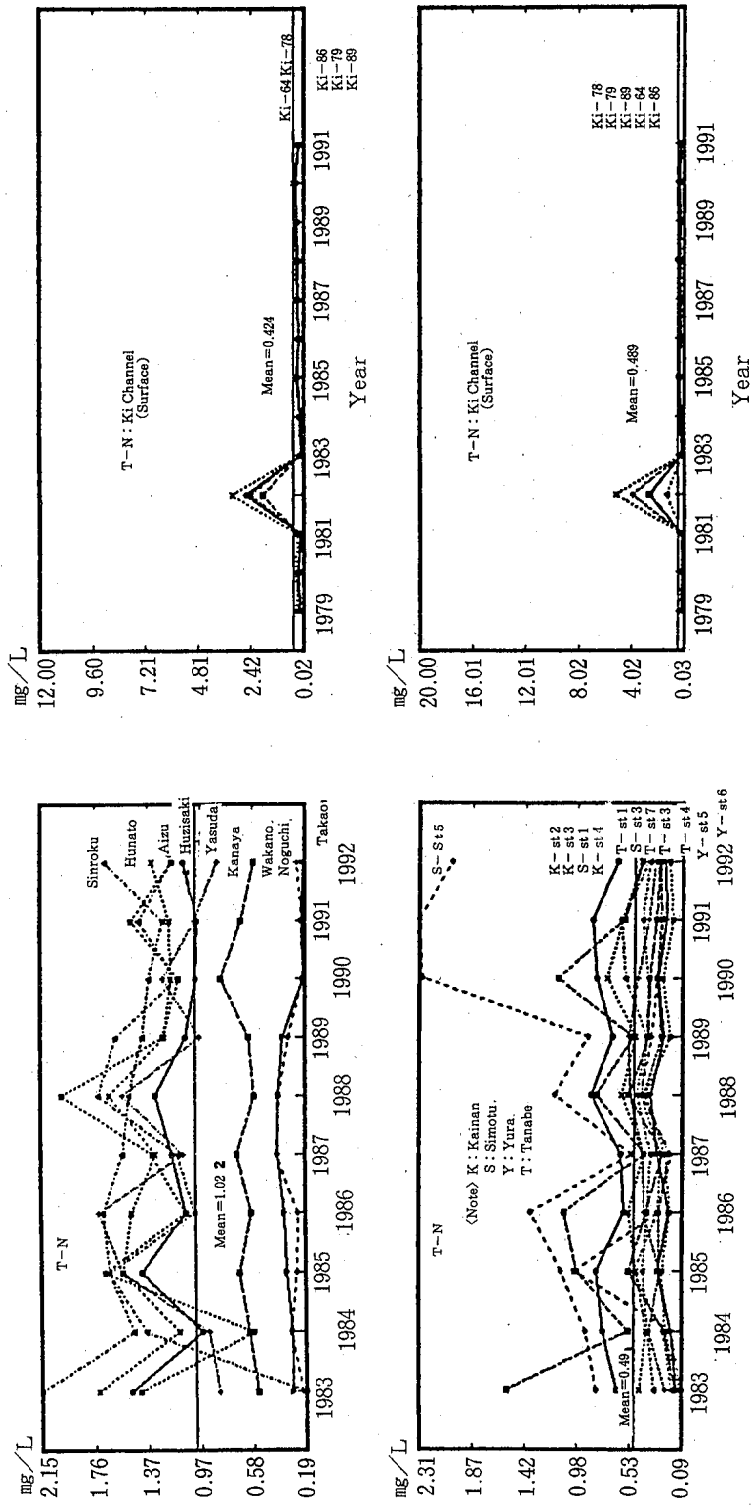 mg/L
2.15
1.76
1.37
0.97
0.58
0.19
T-N
Mean=1.02 2
Sinroku
Hunato
Aizu
Huzisaki
Yasuda
Kanaya
Wakano.
Noguchi.
Takao
1983 1984 1985 1986 1987 1988 1989 1990 1991 1992
mg/L
12.00
9.60
7.21
4.81
2.42
0.02
T-N : Ki Channel
(Surface)
Mean=0.424
Ki-64 Ki-78
Ki-86
Ki-79
Ki-89
1979 1981 1983 1985 1987 1989 1991
Year
mg/L
2.31
1.87
1.42
0.98
0.53
0.09
T-N
(Note) K : Kainan
S : Simotu.
Y : Yura.
T : Tanabe
Mean=0.49
S-St5
K-st2
K-st3
S-st1
K-st4
T-st1
S-st3
T-st7
T-st3
T-st4
Y-st5 Y-st6
1983 1984 1985 1986 1987 1988 1989 1990 1991 1992
mg/L
20.00
16.01
12.01
8.02
4.02
0.03
T-N : Ki Channel
(Surface)
Mean=0.489
Ki-78
Ki-79
Ki-89
Ki-64
Ki-86
1979 1981 1983 1985 1987 1989 1991
Year